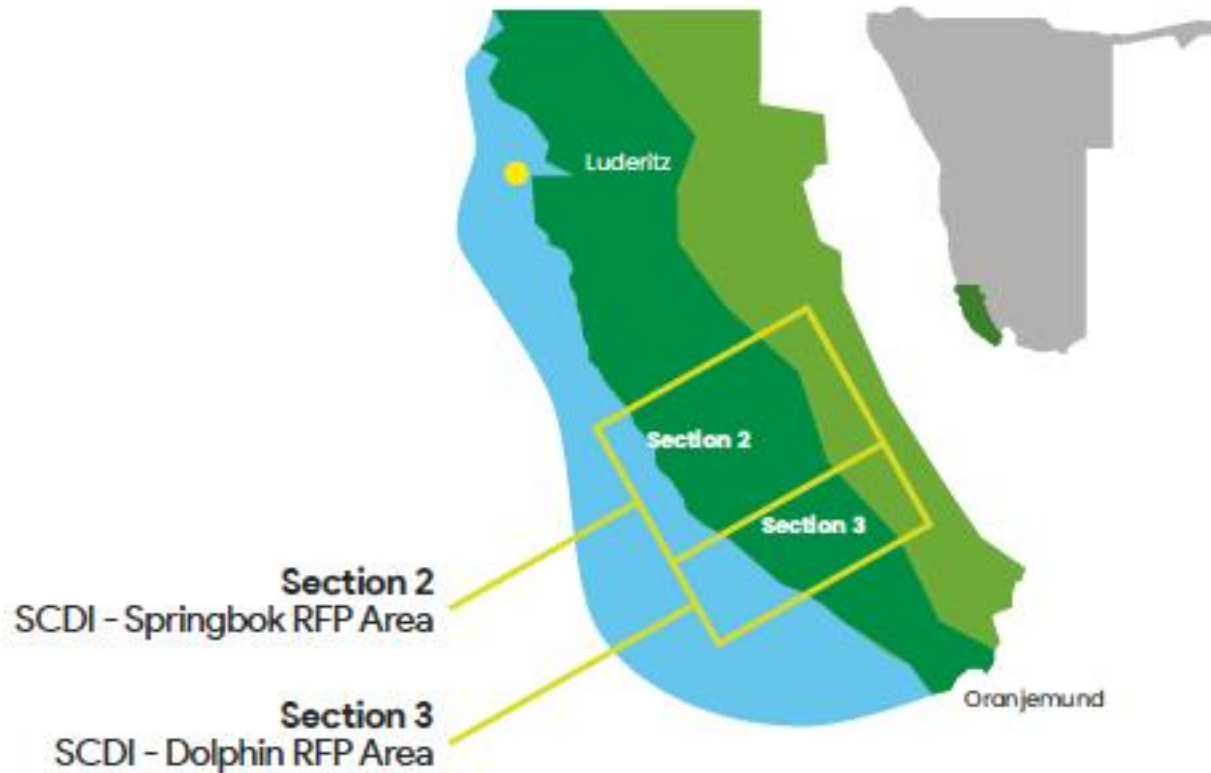 Luderitz
Section 2
Section 3
Section 2
SCDI - Springbok RFP Area
Section 3
SCDI - Dolphin RFP Area
Oranjemund